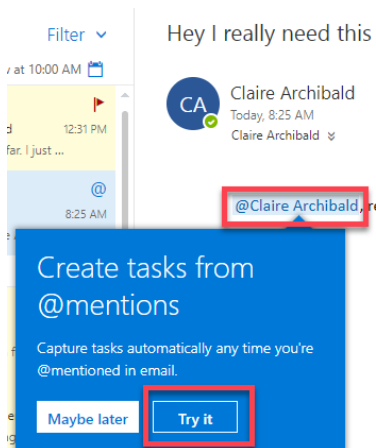 Filter
at 10:00 AM
12:31 PM
far. I just ...
@
8:25 AM
Hey I really need this
CA
Claire Archibald
Today, 8:25 AM
Claire Archibald
@Claire Archibald,
Create tasks from
@mentions
Capture tasks automatically any time you're
@mentioned in email.
Maybe later
Try it